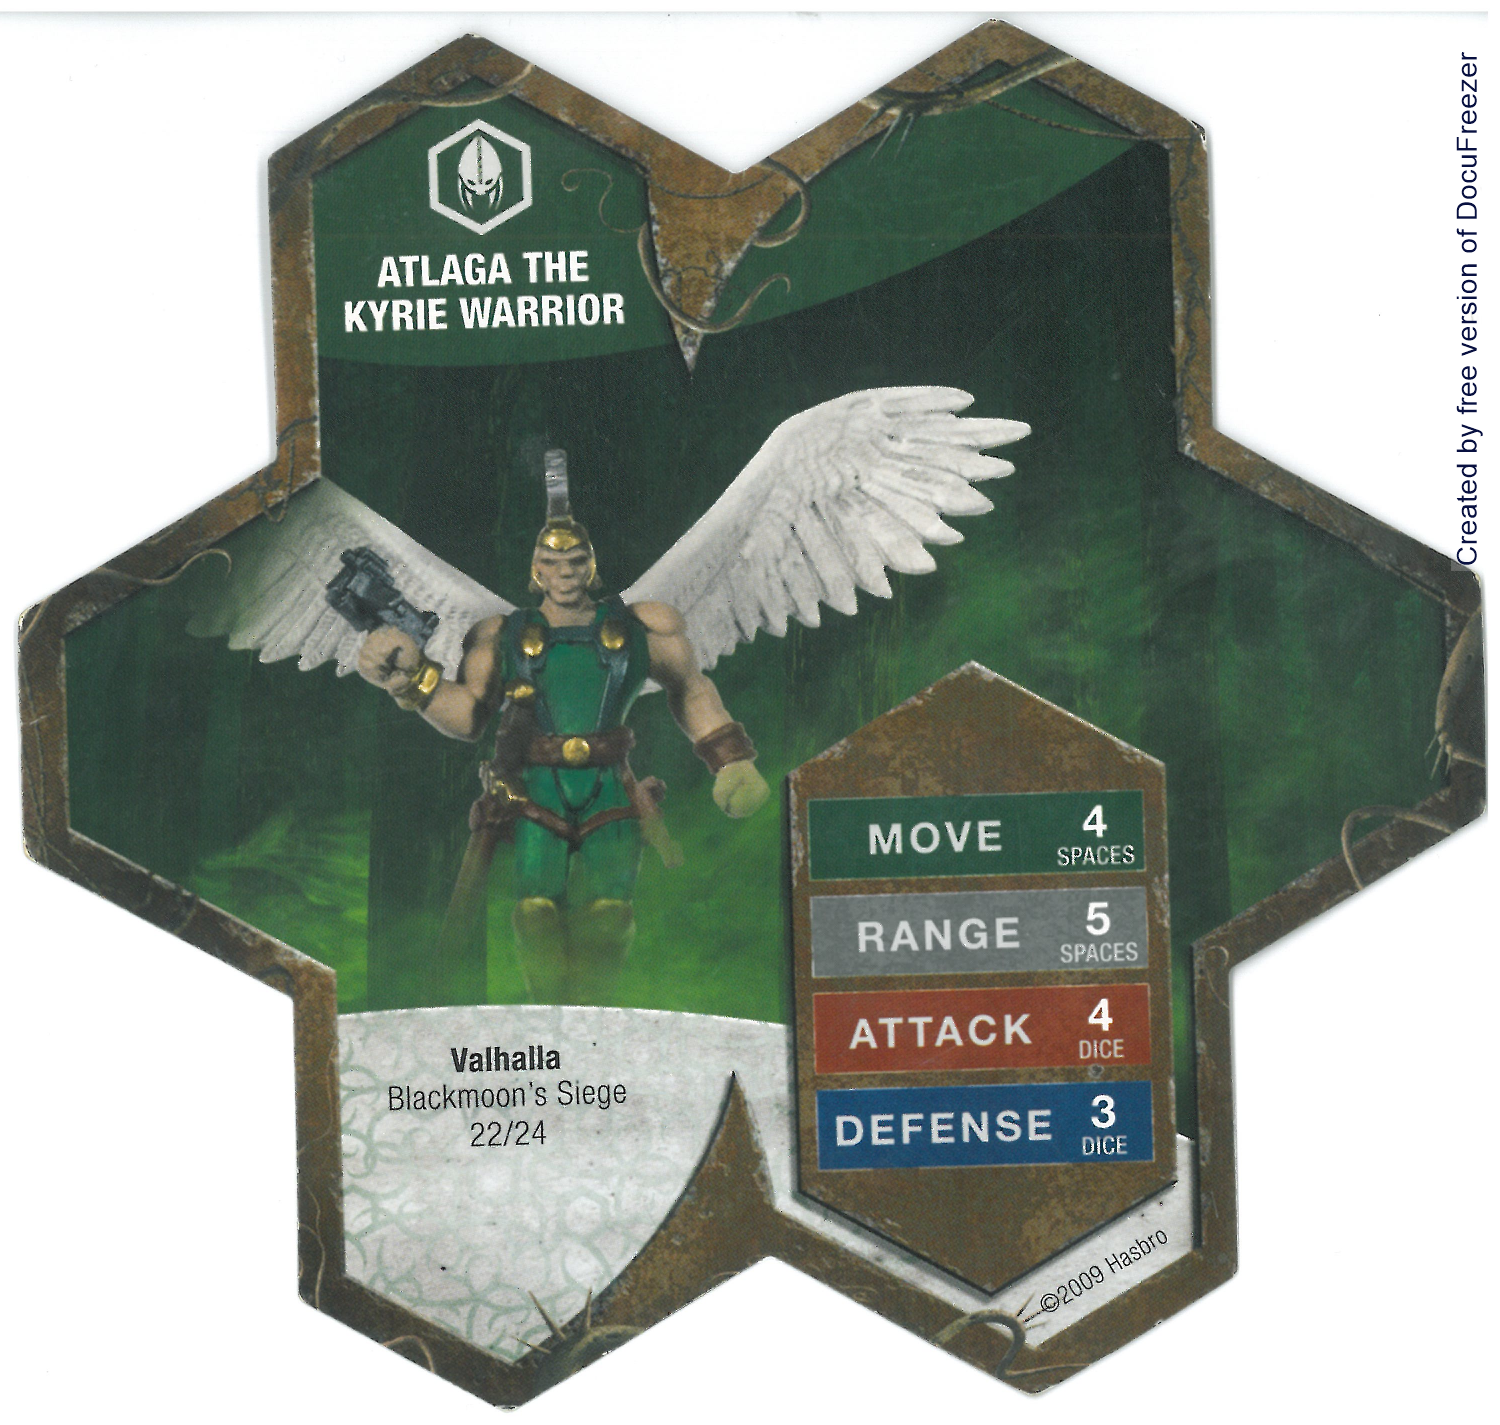 ATLAGA THE
KYRIE WARRIOR
MOVE 4 SPACES
RANGE 5 SPACES
ATTACK 4 DICE
DEFENSE 3 DICE
Valhalla
Blackmoon's Siege
22/24
©2009 Hasbro
Created by free version of DocuFreezer